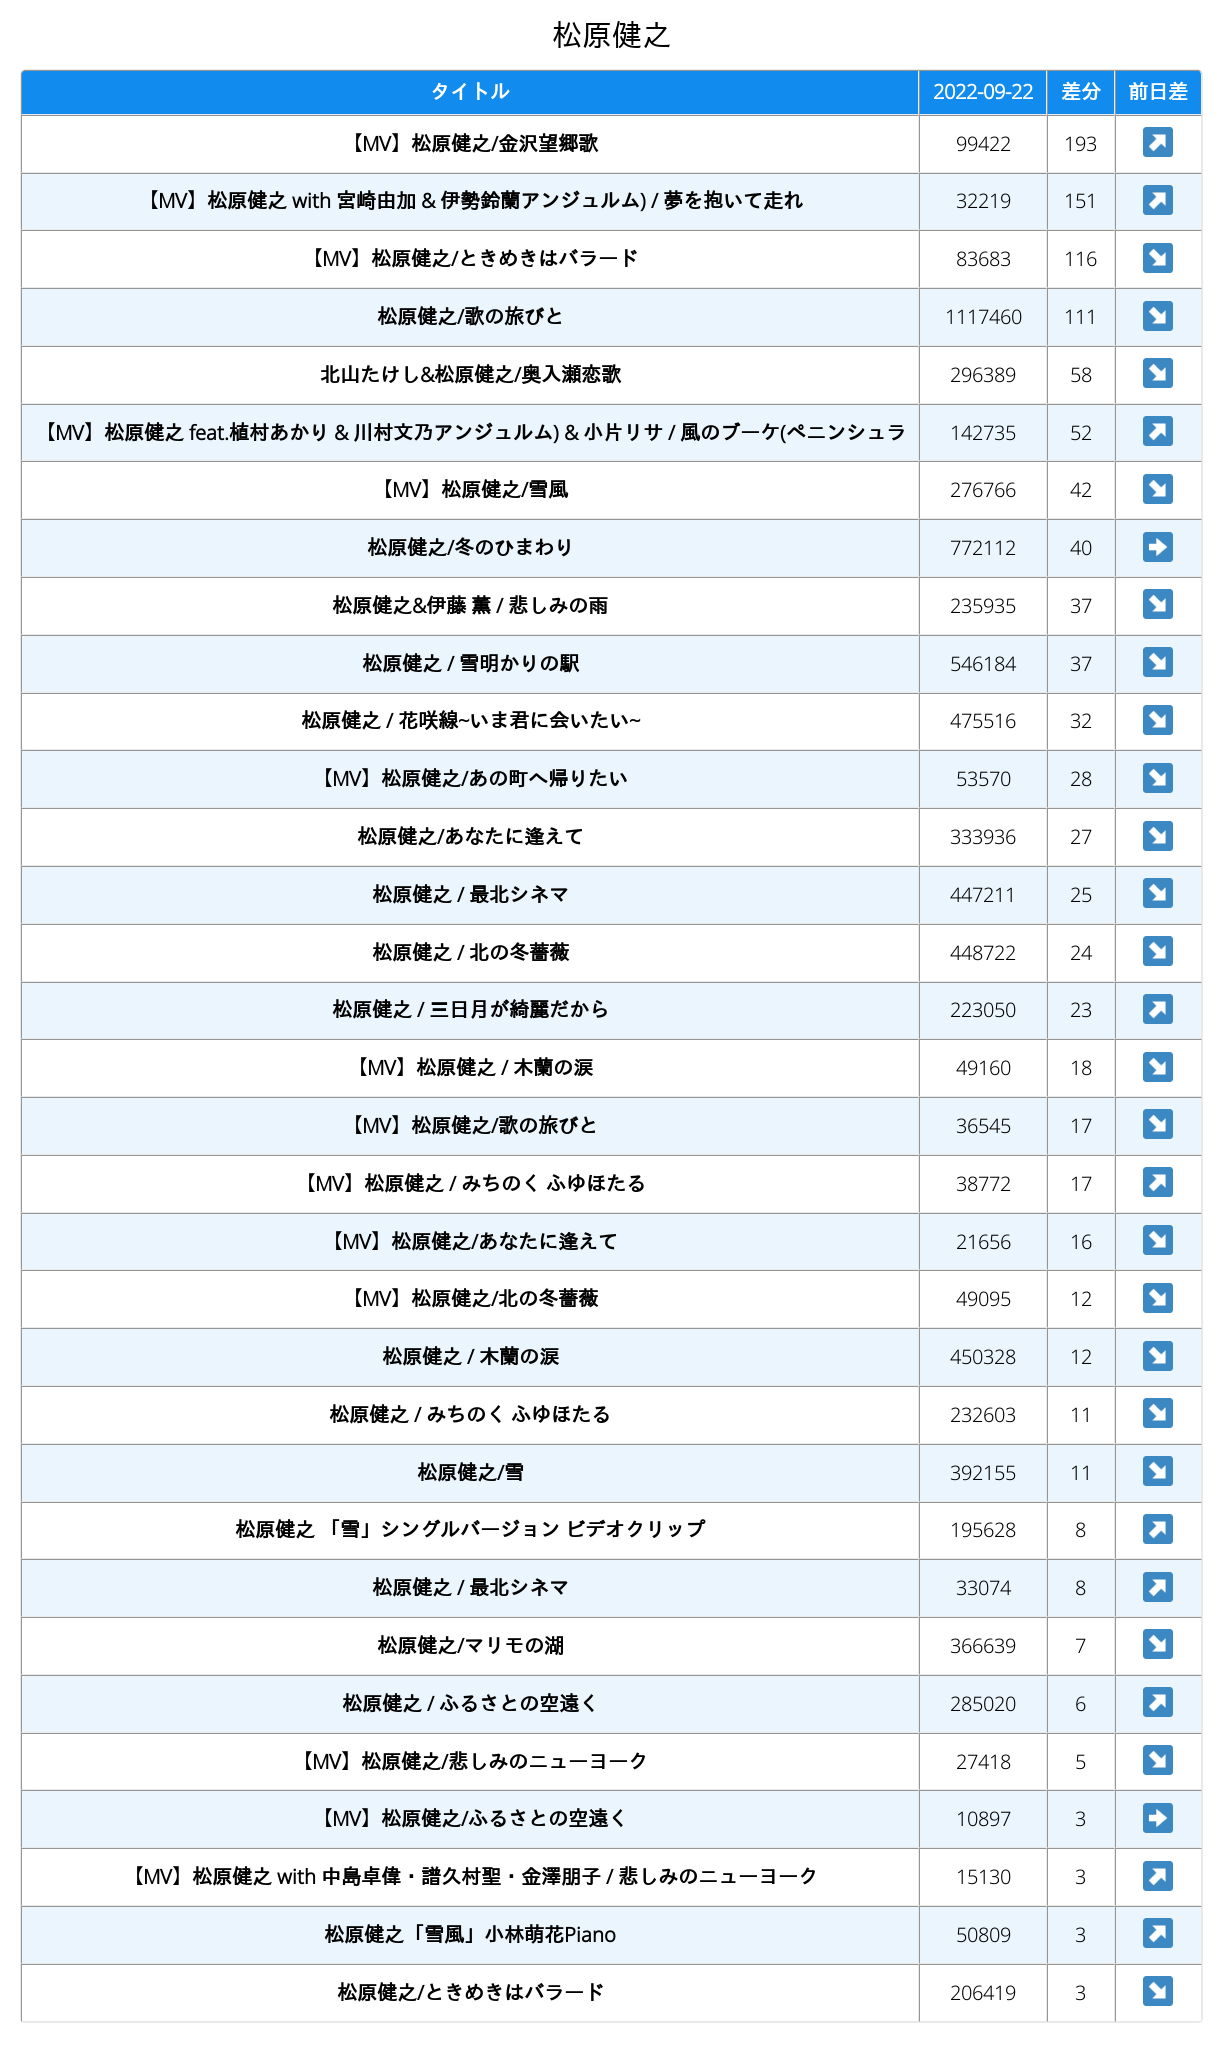 松原健之
タイトル 2022-09-22 差分 前日差
【MV】松原健之/金沢望郷歌 99422 193
【MV】松原健之 with 宮崎由加 & 伊勢鈴蘭アンジュルム) / 夢を抱いて走れ 32219 151
【MV】松原健之/ときめきはバラード 83683 116
松原健之/歌の旅びと 1117460 111
北山たけし&松原健之/奥入瀬恋歌 296389 58
【MV】松原健之 feat.植村あかり & 川村文乃アンジュルム) & 小片リサ / 風のブーケ(ペニンシュラ 142735 52
【MV】松原健之/雪風 276766 42
松原健之/冬のひまわり 772112 40
松原健之&伊藤 薫 / 悲しみの雨 235935 37
松原健之 / 雪明かりの駅 546184 37
松原健之 / 花咲線~いま君に会いたい~ 475516 32
【MV】松原健之/あの町へ帰りたい 53570 28
松原健之/あなたに逢えて 333936 27
松原健之 / 最北シネマ 447211 25
松原健之 / 北の冬薔薇 448722 24
松原健之 / 三日月が綺麗だから 223050 23
【MV】松原健之 / 木蘭の涙 49160 18
【MV】松原健之/歌の旅びと 36545 17
【MV】松原健之 / みちのく ふゆほたる 38772 17
【MV】松原健之/あなたに逢えて 21656 16
【MV】松原健之/北の冬薔薇 49095 12
松原健之 / 木蘭の涙 450328 12
松原健之 / みちのく ふゆほたる 232603 11
松原健之/雪 392155 11
松原健之 「雪」シングルバージョン ビデオクリップ 195628 8
松原健之 / 最北シネマ 33074 8
松原健之/マリモの湖 366639 7
松原健之 / ふるさとの空遠く 285020 6
【MV】松原健之/悲しみのニューヨーク 27418 5
【MV】松原健之/ふるさとの空遠く 10897 3
【MV】松原健之 with 中島卓偉・譜久村聖・金澤朋子 / 悲しみのニューヨーク 15130 3
松原健之「雪風」小林萌花Piano 50809 3
松原健之/ときめきはバラード 206419 3